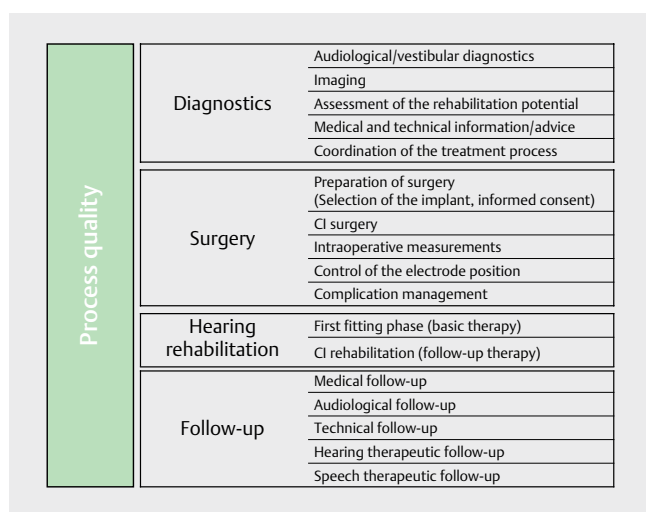 Process quality
Diagnostics
Audiological/vestibular diagnostics
Imaging
Assessment of the rehabilitation potential
Medical and technical information/advice
Coordination of the treatment process
Surgery
Preparation of surgery
(Selection of the implant, informed consent)
CI surgery
Intraoperative measurements
Control of the electrode position
Complication management
Hearing
rehabilitation
First fitting phase (basic therapy)
CI rehabilitation (follow-up therapy)
Follow-up
Medical follow-up
Audiological follow-up
Technical follow-up
Hearing therapeutic follow-up
Speech therapeutic follow-up